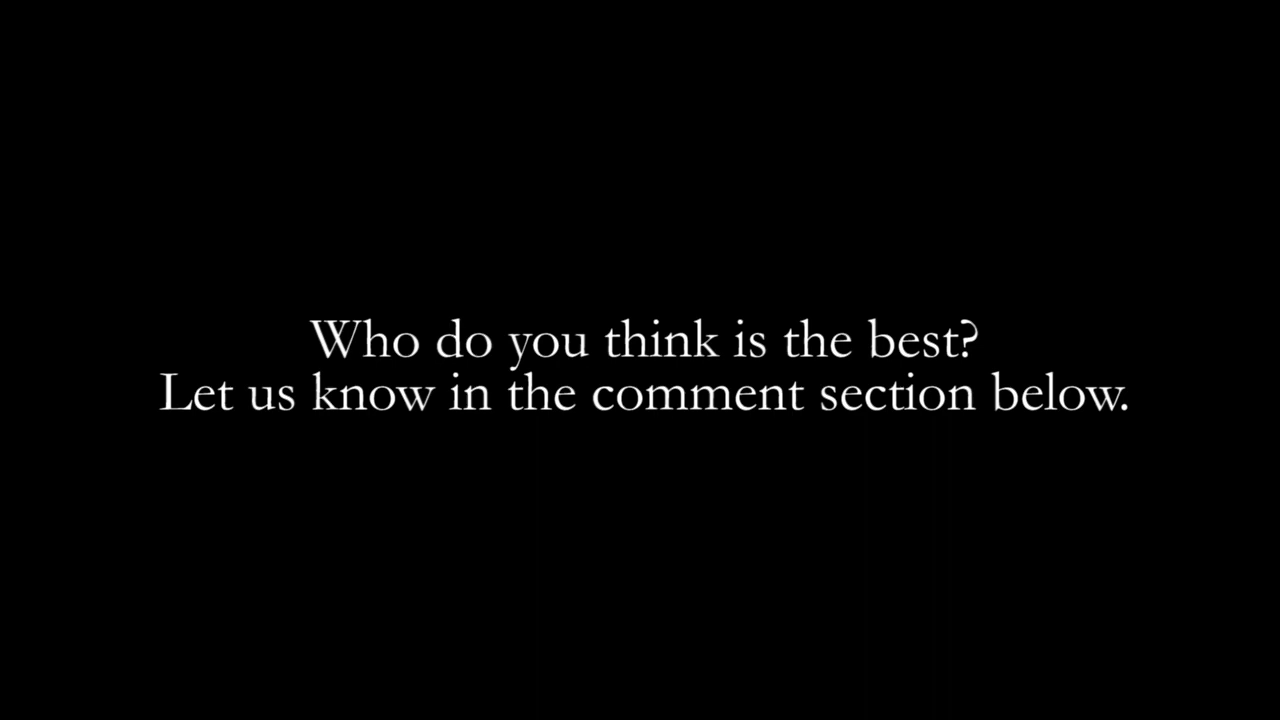 Who do you think is the best?
Let us know in the comment section below.